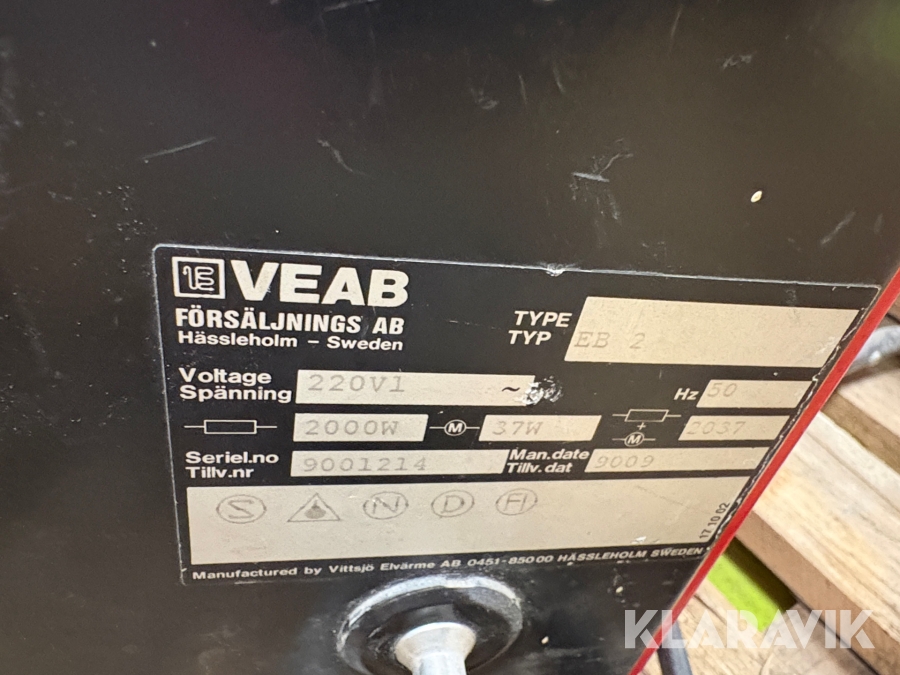 VEAB
FÖRSÄLJNINGS AB
Hässleholm – Sweden
TYPE
TYP EB 2
Voltage
Spänning 220V1 ~ Hz 50
2000W M 37W + M 2037
Seriel.no
Tillv.nr 9001214
Man.date
Tillv.dat 9009
S N D FI
17 10 02
Manufactured by Vittsjö Elvärme AB 0451-850 00 HÄSSLEHOLM SWEDEN
KLARAVIK